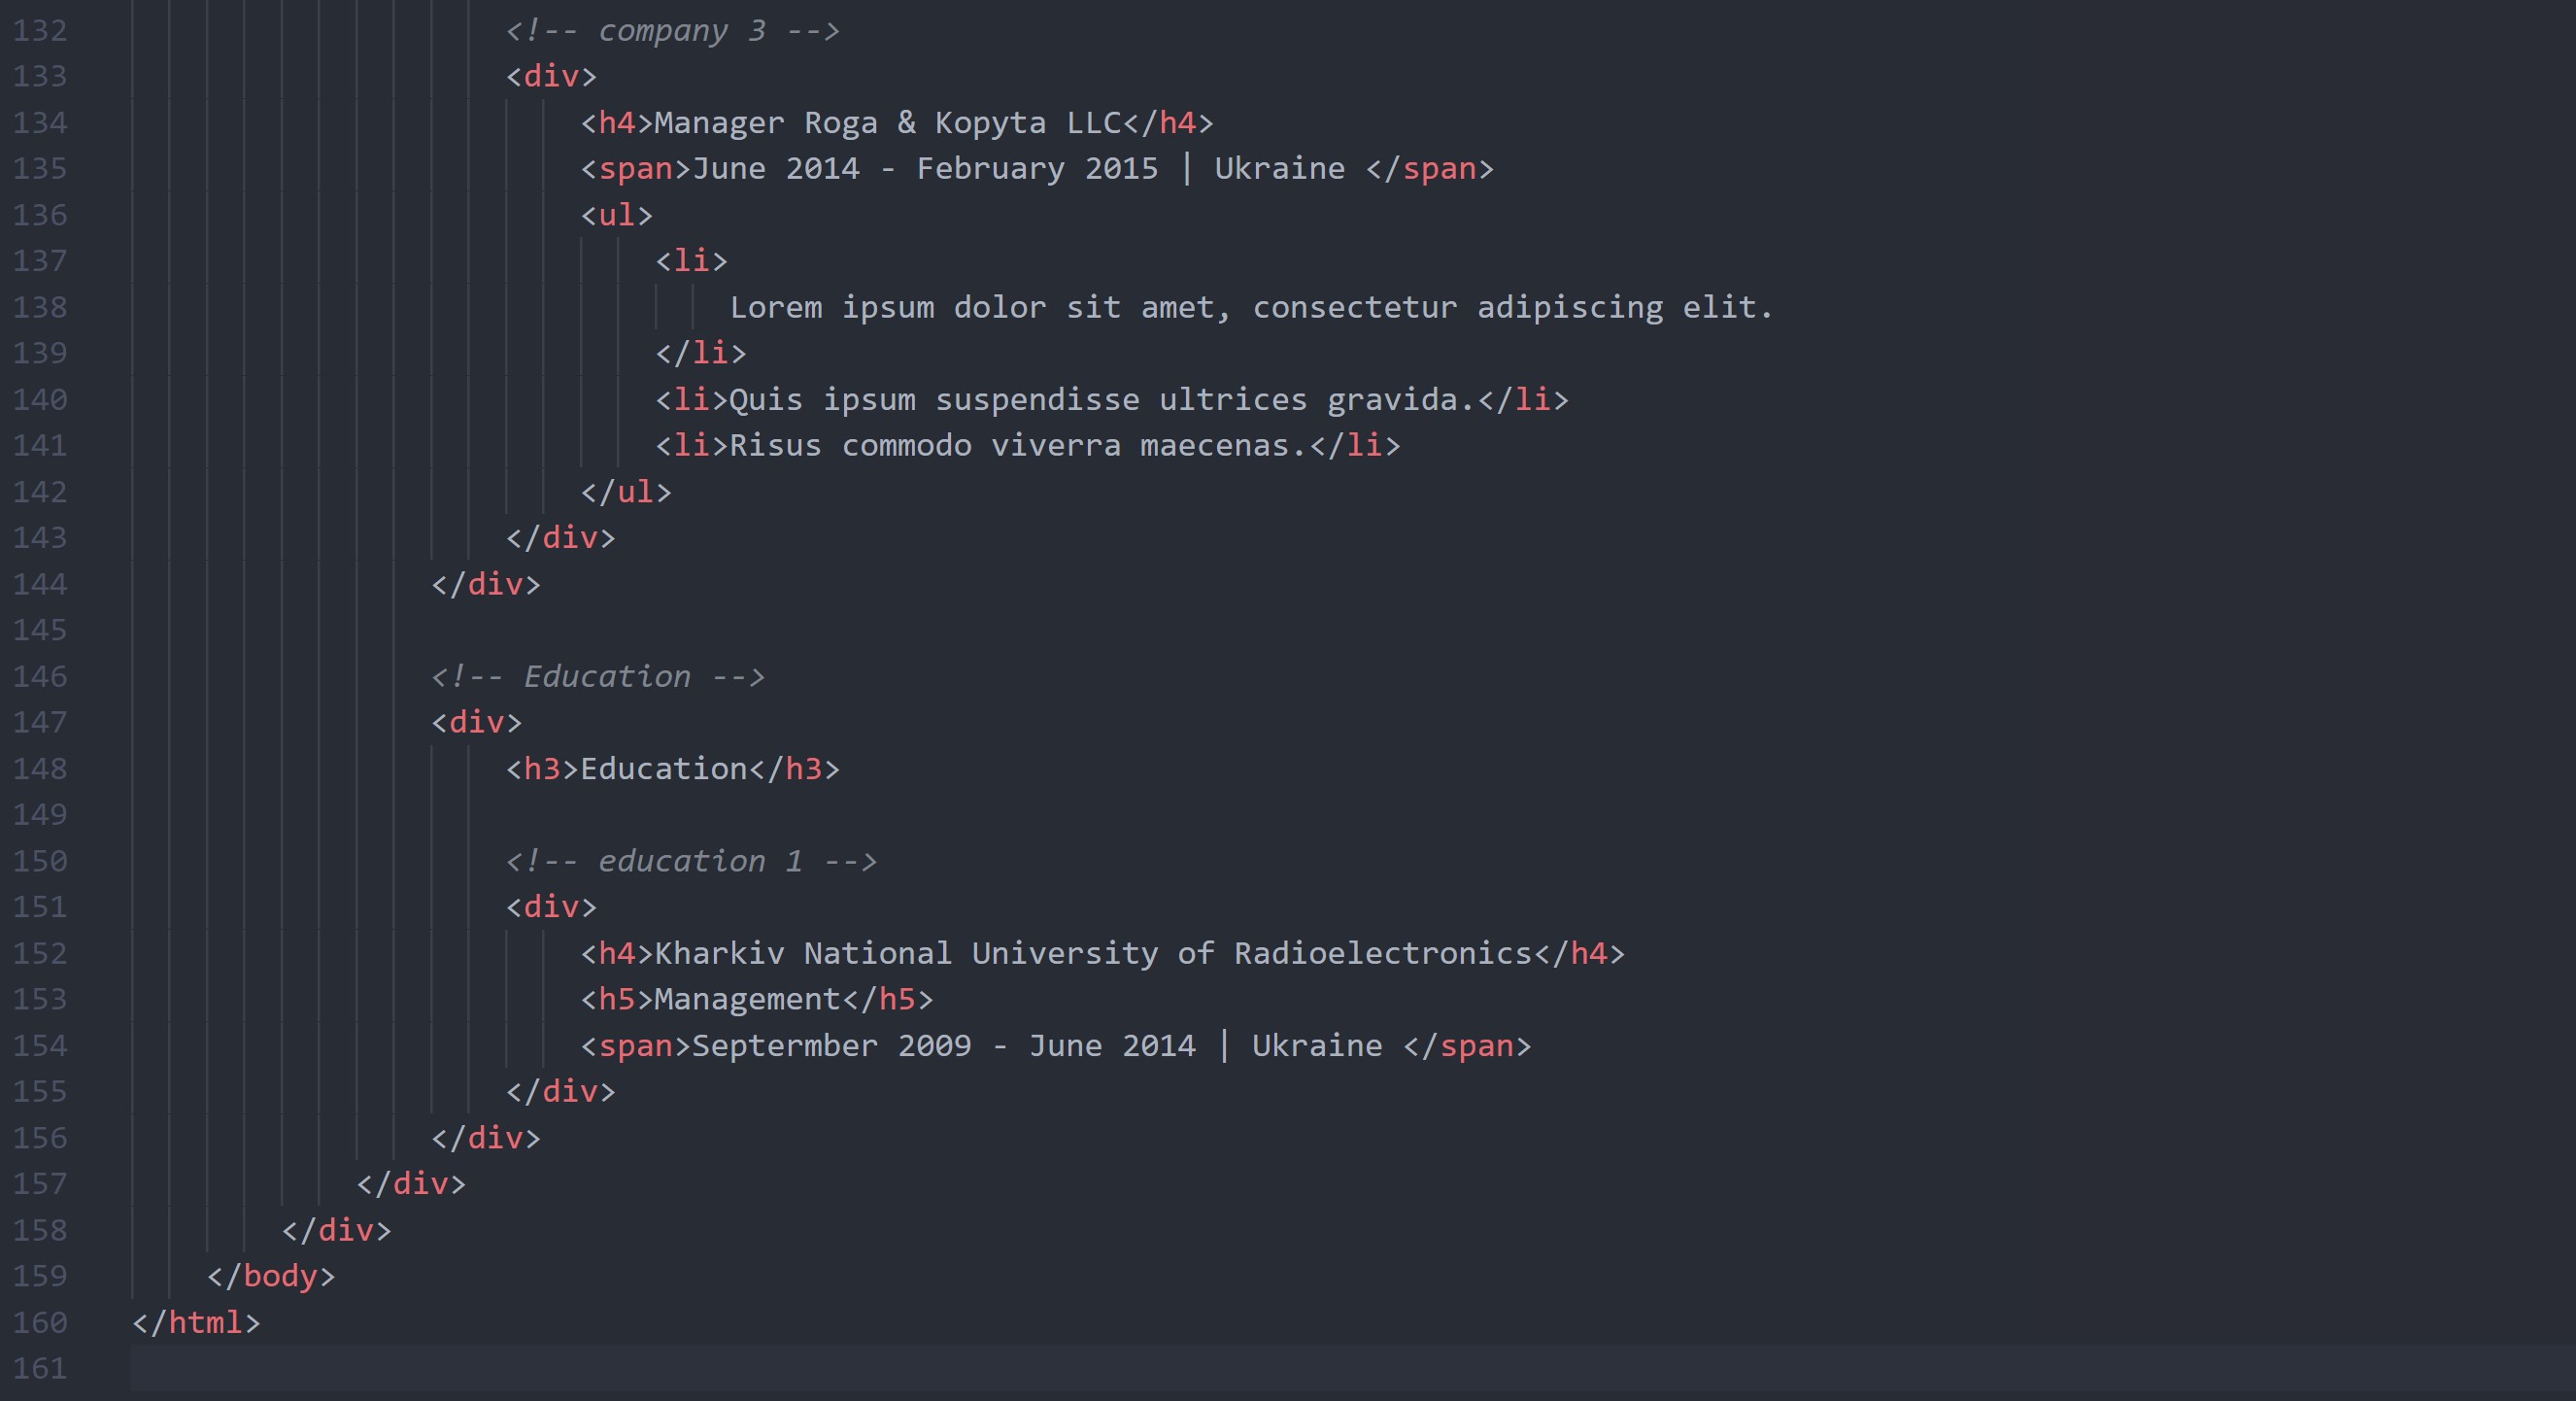 132 <!-- company 3 -->
133 <div>
134 <h4>Manager Roga & Kopyta LLC</h4>
135 <span>June 2014 - February 2015 | Ukraine </span>
136 <ul>
137 <li>
138 Lorem ipsum dolor sit amet, consectetur adipiscing elit.
139 </li>
140 <li>Quis ipsum suspendisse ultrices gravida.</li>
141 <li>Risus commodo viverra maecenas.</li>
142 </ul>
143 </div>
144 </div>
145
146 <!-- Education -->
147 <div>
148 <h3>Education</h3>
149
150 <!-- education 1 -->
151 <div>
152 <h4>Kharkiv National University of Radioelectronics</h4>
153 <h5>Management</h5>
154 <span>Septermber 2009 - June 2014 | Ukraine </span>
155 </div>
156 </div>
157 </div>
158 </div>
159 </body>
160 </html>
161